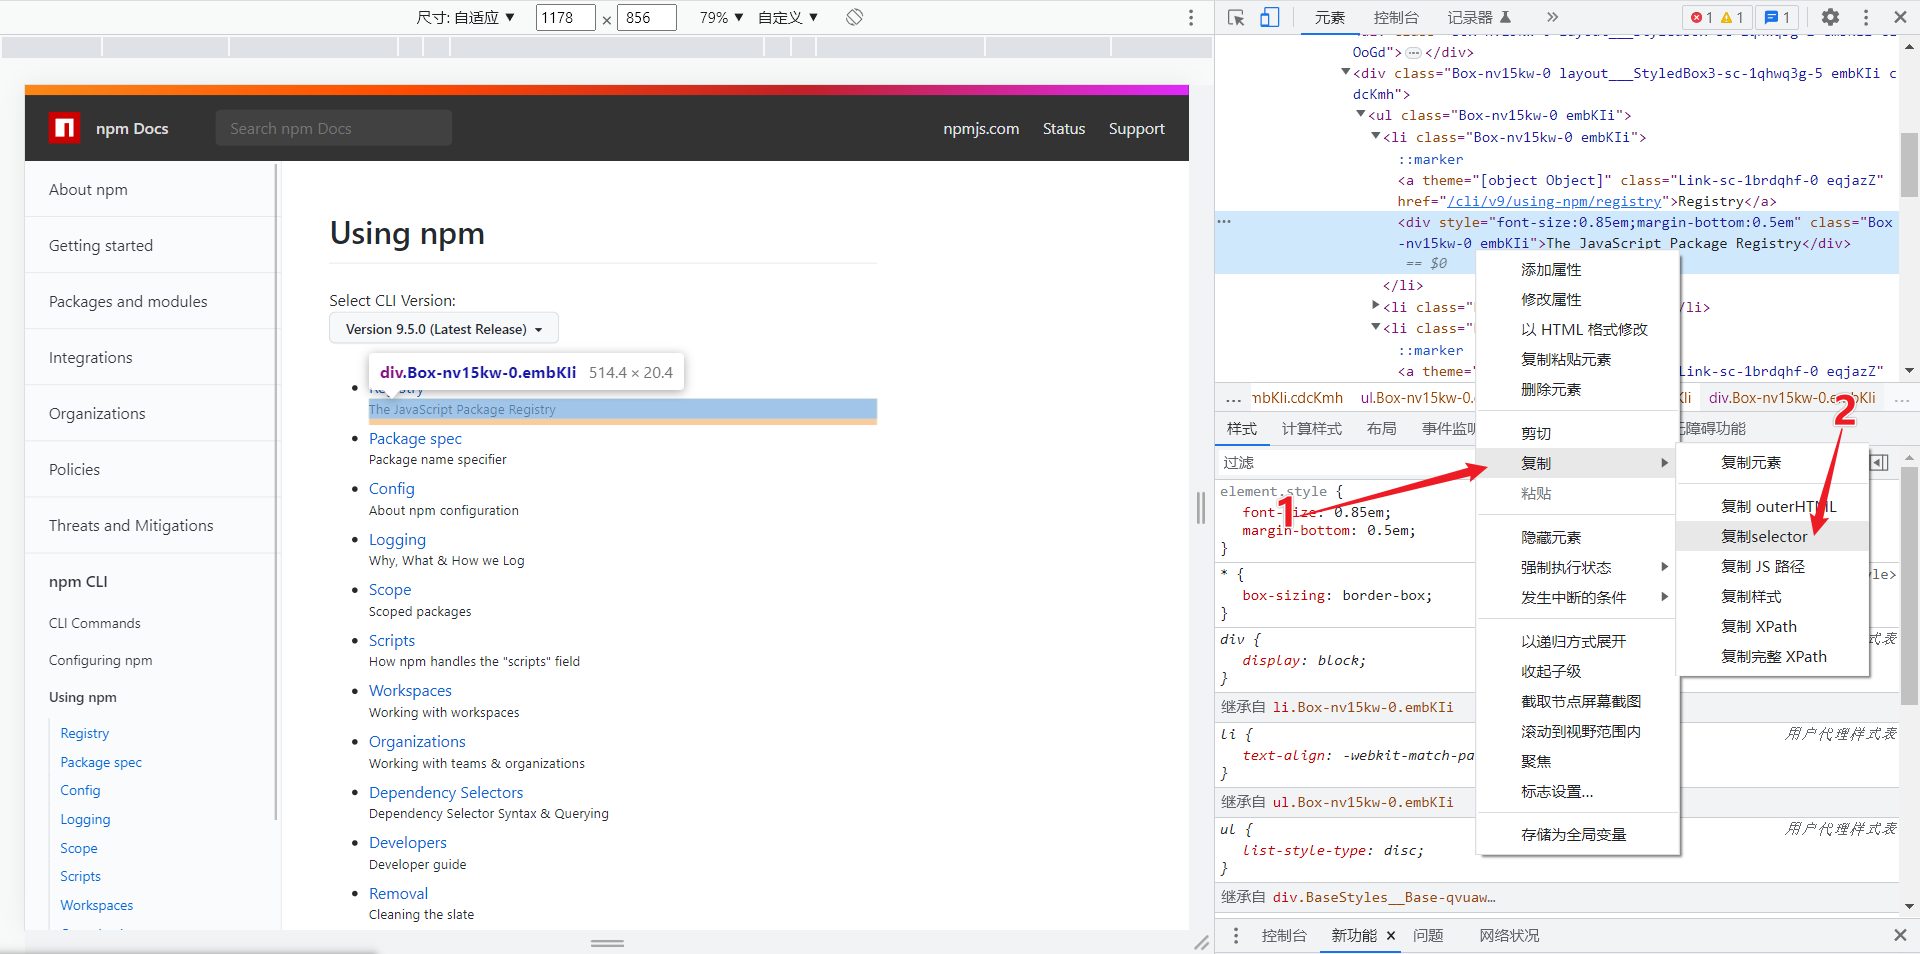 尺寸: 自适应 ▼ 1178 × 856 79% ▼ 自定义 ▼
npm Docs
Search npm Docs
npmjs.com Status Support
About npm
Getting started
Packages and modules
Integrations
Organizations
Policies
Threats and Mitigations
npm CLI
CLI Commands
Configuring npm
Using npm
Registry
Package spec
Config
Logging
Scope
Scripts
Workspaces
Using npm
Select CLI Version:
Version 9.5.0 (Latest Release)
div.Box-nv15kw-0.embKIi 514.4 × 20.4
Registry
The JavaScript Package Registry
Package spec
Package name specifier
Config
About npm configuration
Logging
Why, What & How we Log
Scope
Scoped packages
Scripts
How npm handles the "scripts" field
Workspaces
Working with workspaces
Organizations
Working with teams & organizations
Dependency Selectors
Dependency Selector Syntax & Querying
Developers
Developer guide
Removal
Cleaning the slate
元素 控制台 记录器 1 1 1
OoGd"> … </div>
<div class="Box-nv15kw-0 layout___StyledBox3-sc-1qhwq3g-5 embKIi c
dcKmh">
<ul class="Box-nv15kw-0 embKIi">
<li class="Box-nv15kw-0 embKIi">
::marker
<a theme="[object Object]" class="Link-sc-1brdqhf-0 eqjazZ"
href="/cli/v9/using-npm/registry">Registry</a>
<div style="font-size:0.85em;margin-bottom:0.5em" class="Box
-nv15kw-0 embKIi">The JavaScript Package Registry</div>
== $0
</li>
<li class=" /li>
<li class="
::marker
<a theme=" Link-sc-1brdqhf-0 eqjazZ"
… mbKIi.cdcKmh ul.Box-nv15kw-0. Ii div.Box-nv15kw-0.embKIi …
样式 计算样式 布局 事件监听 障碍功能
过滤
element.style {
font-size: 0.85em;
margin-bottom: 0.5em;
}
* {
yle>
box-sizing: border-box;
}
div {
式表
display: block;
}
继承自 li.Box-nv15kw-0.embKIi
li {
用户代理样式表
text-align: -webkit-match-pa
}
继承自 ul.Box-nv15kw-0.embKIi
ul {
用户代理样式表
list-style-type: disc;
}
继承自 div.BaseStyles__Base-qvuaw…
添加属性
修改属性
以 HTML 格式修改
复制粘贴元素
删除元素
剪切
复制
粘贴
隐藏元素
强制执行状态
发生中断的条件
以递归方式展开
收起子级
截取节点屏幕截图
滚动到视野范围内
聚焦
标志设置...
存储为全局变量
复制元素
复制 outerHTML
复制selector
复制 JS 路径
复制样式
复制 XPath
复制完整 XPath
1
2
控制台 新功能 × 问题 网络状况